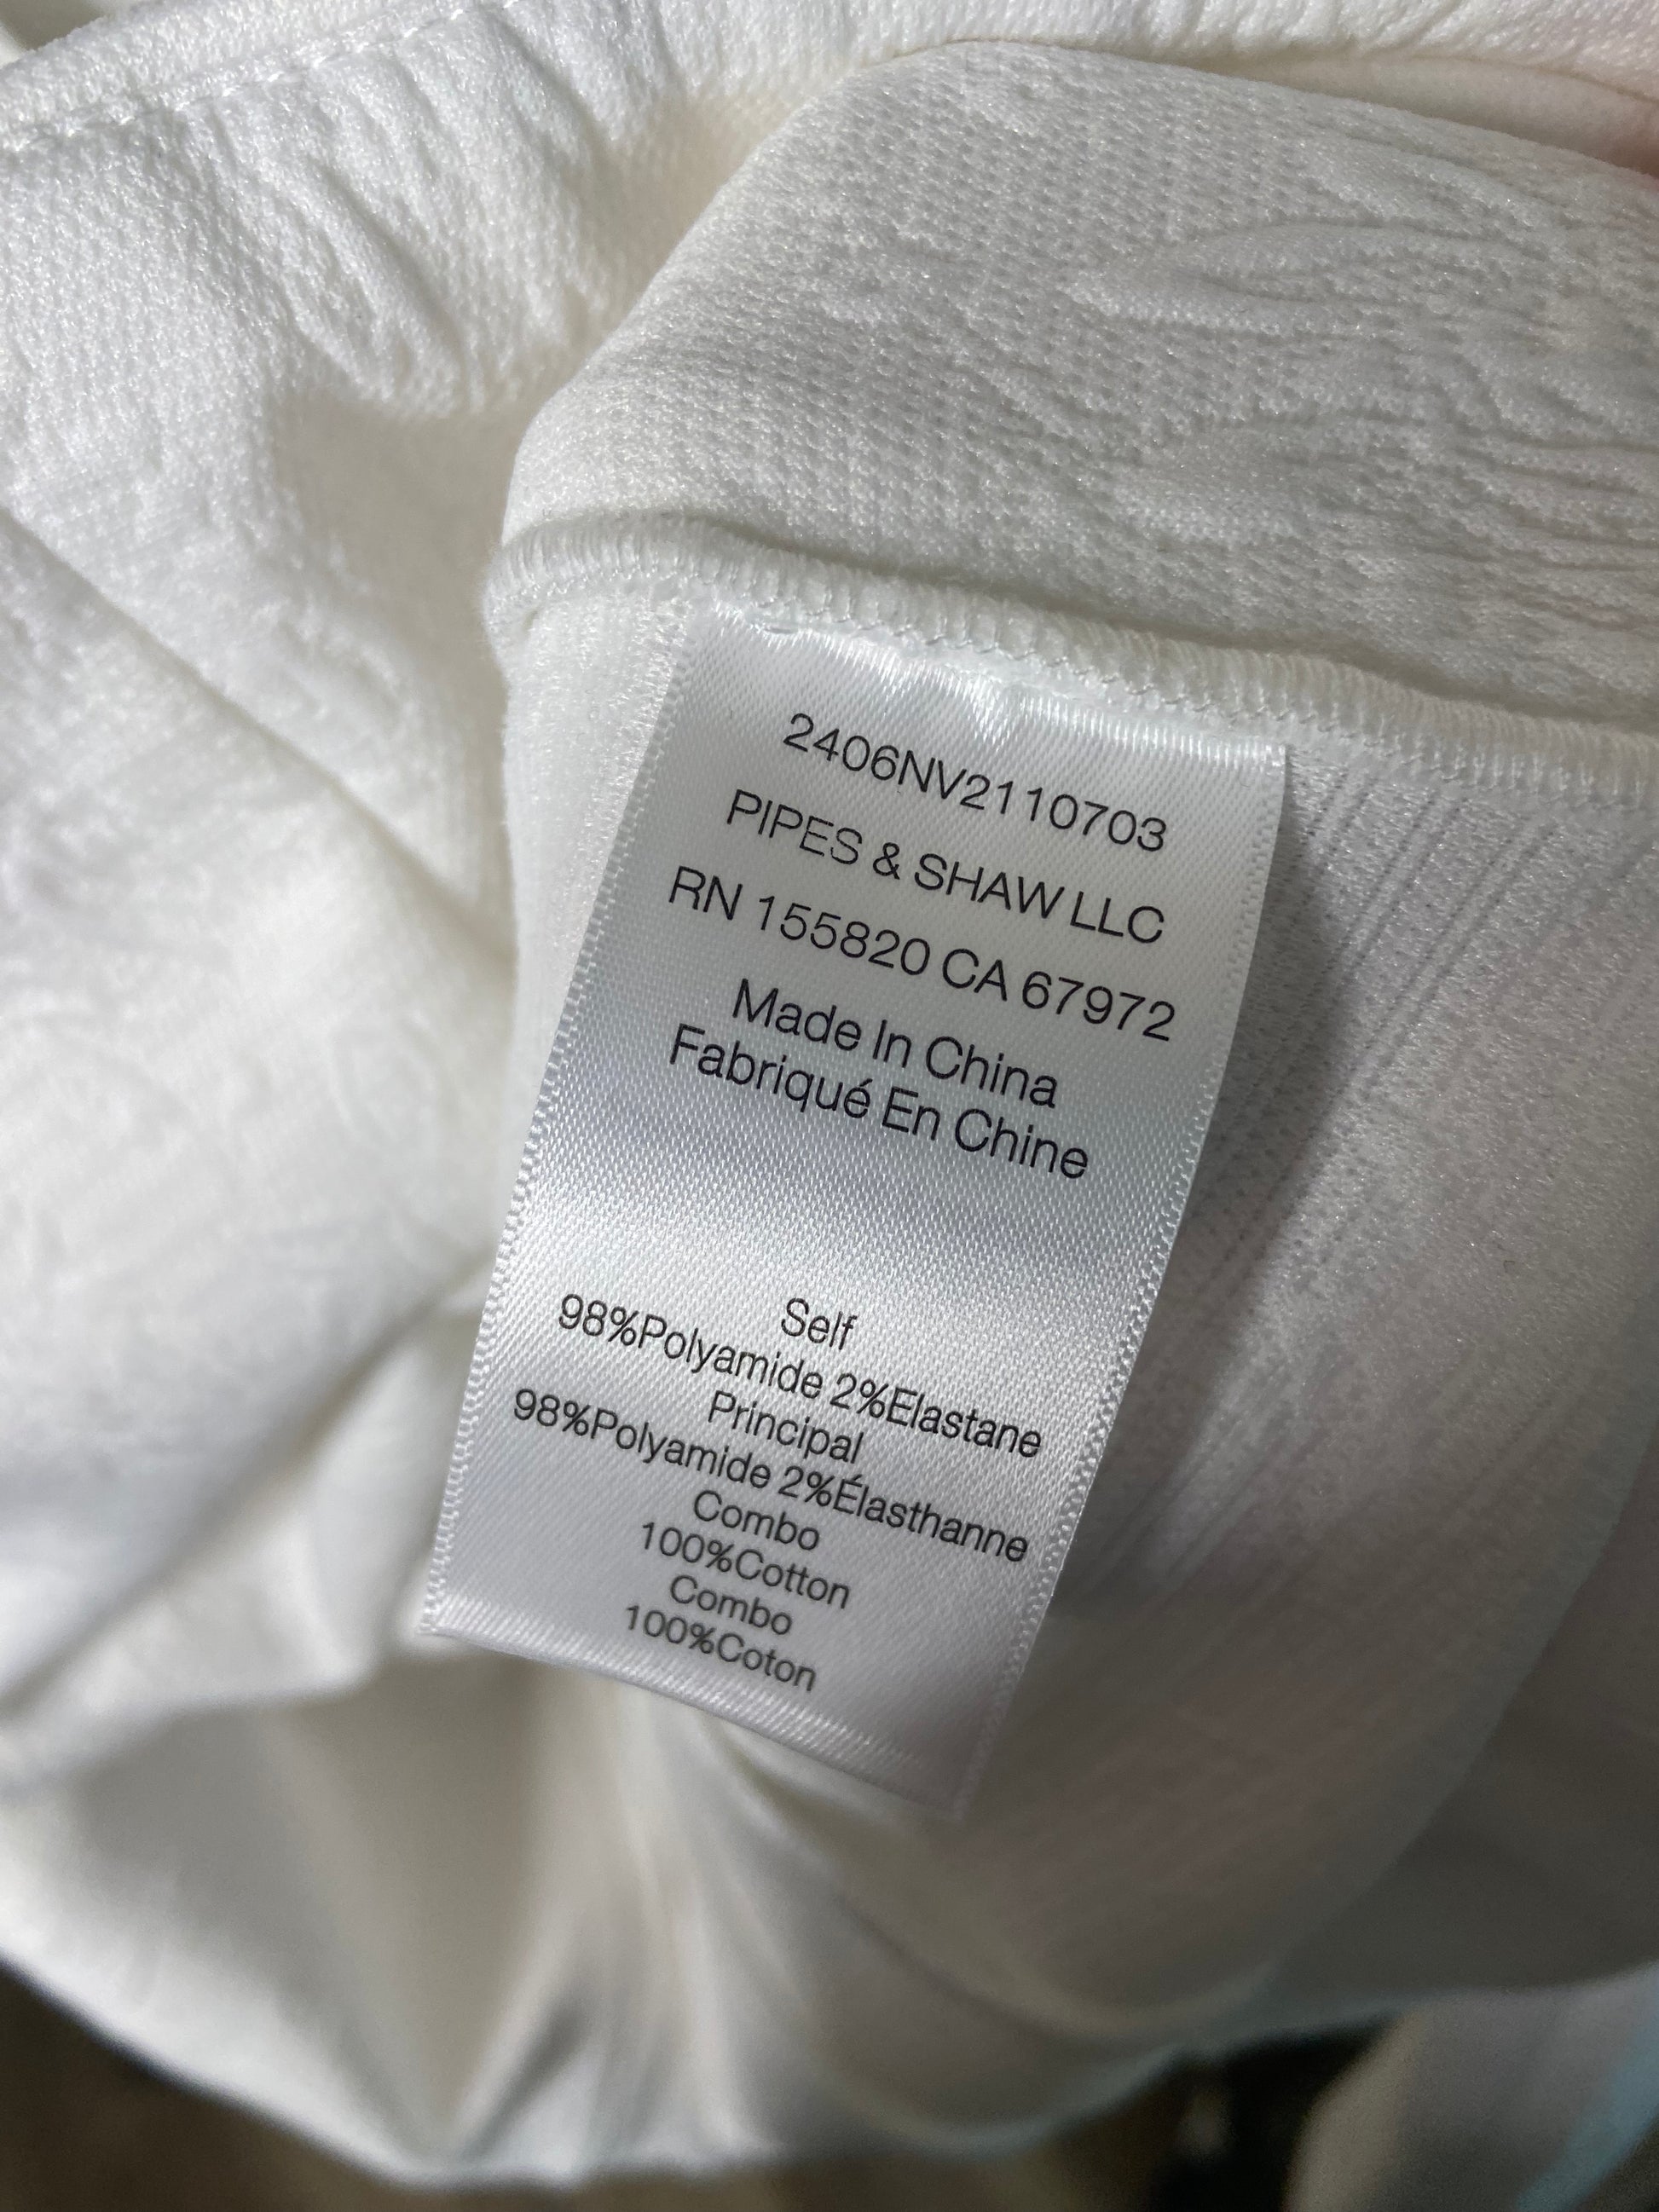 2406NV2110703
PIPES & SHAW LLC
RN 155820 CA 67972
Made In China
Fabriqué En Chine
Self
98%Polyamide 2%Elastane
Principal
98%Polyamide 2%Élasthanne
Combo
100%Cotton
Combo
100%Coton